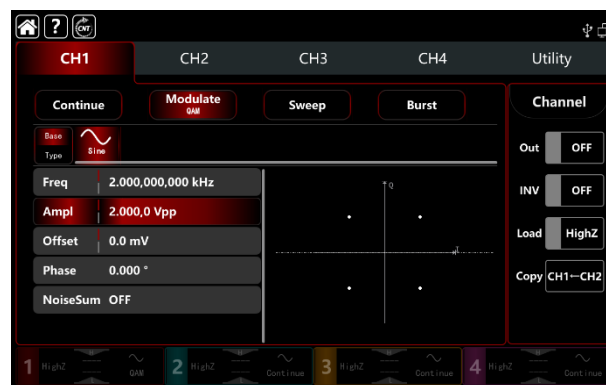 ? CNT
CH1 CH2 CH3 CH4 Utility
Continue Modulate Sweep Burst Channel
QAM
Base
Type Sine
Out OFF
Freq 2.000,000,000 kHz
Q
INV OFF
Ampl 2.000,0 Vpp
Load HighZ
Offset 0.0 mV
I
Phase 0.000 °
Copy CH1←CH2
NoiseSum OFF
1 HighZ QAM 2 HighZ Continue 3 HighZ Continue 4 HighZ Continue